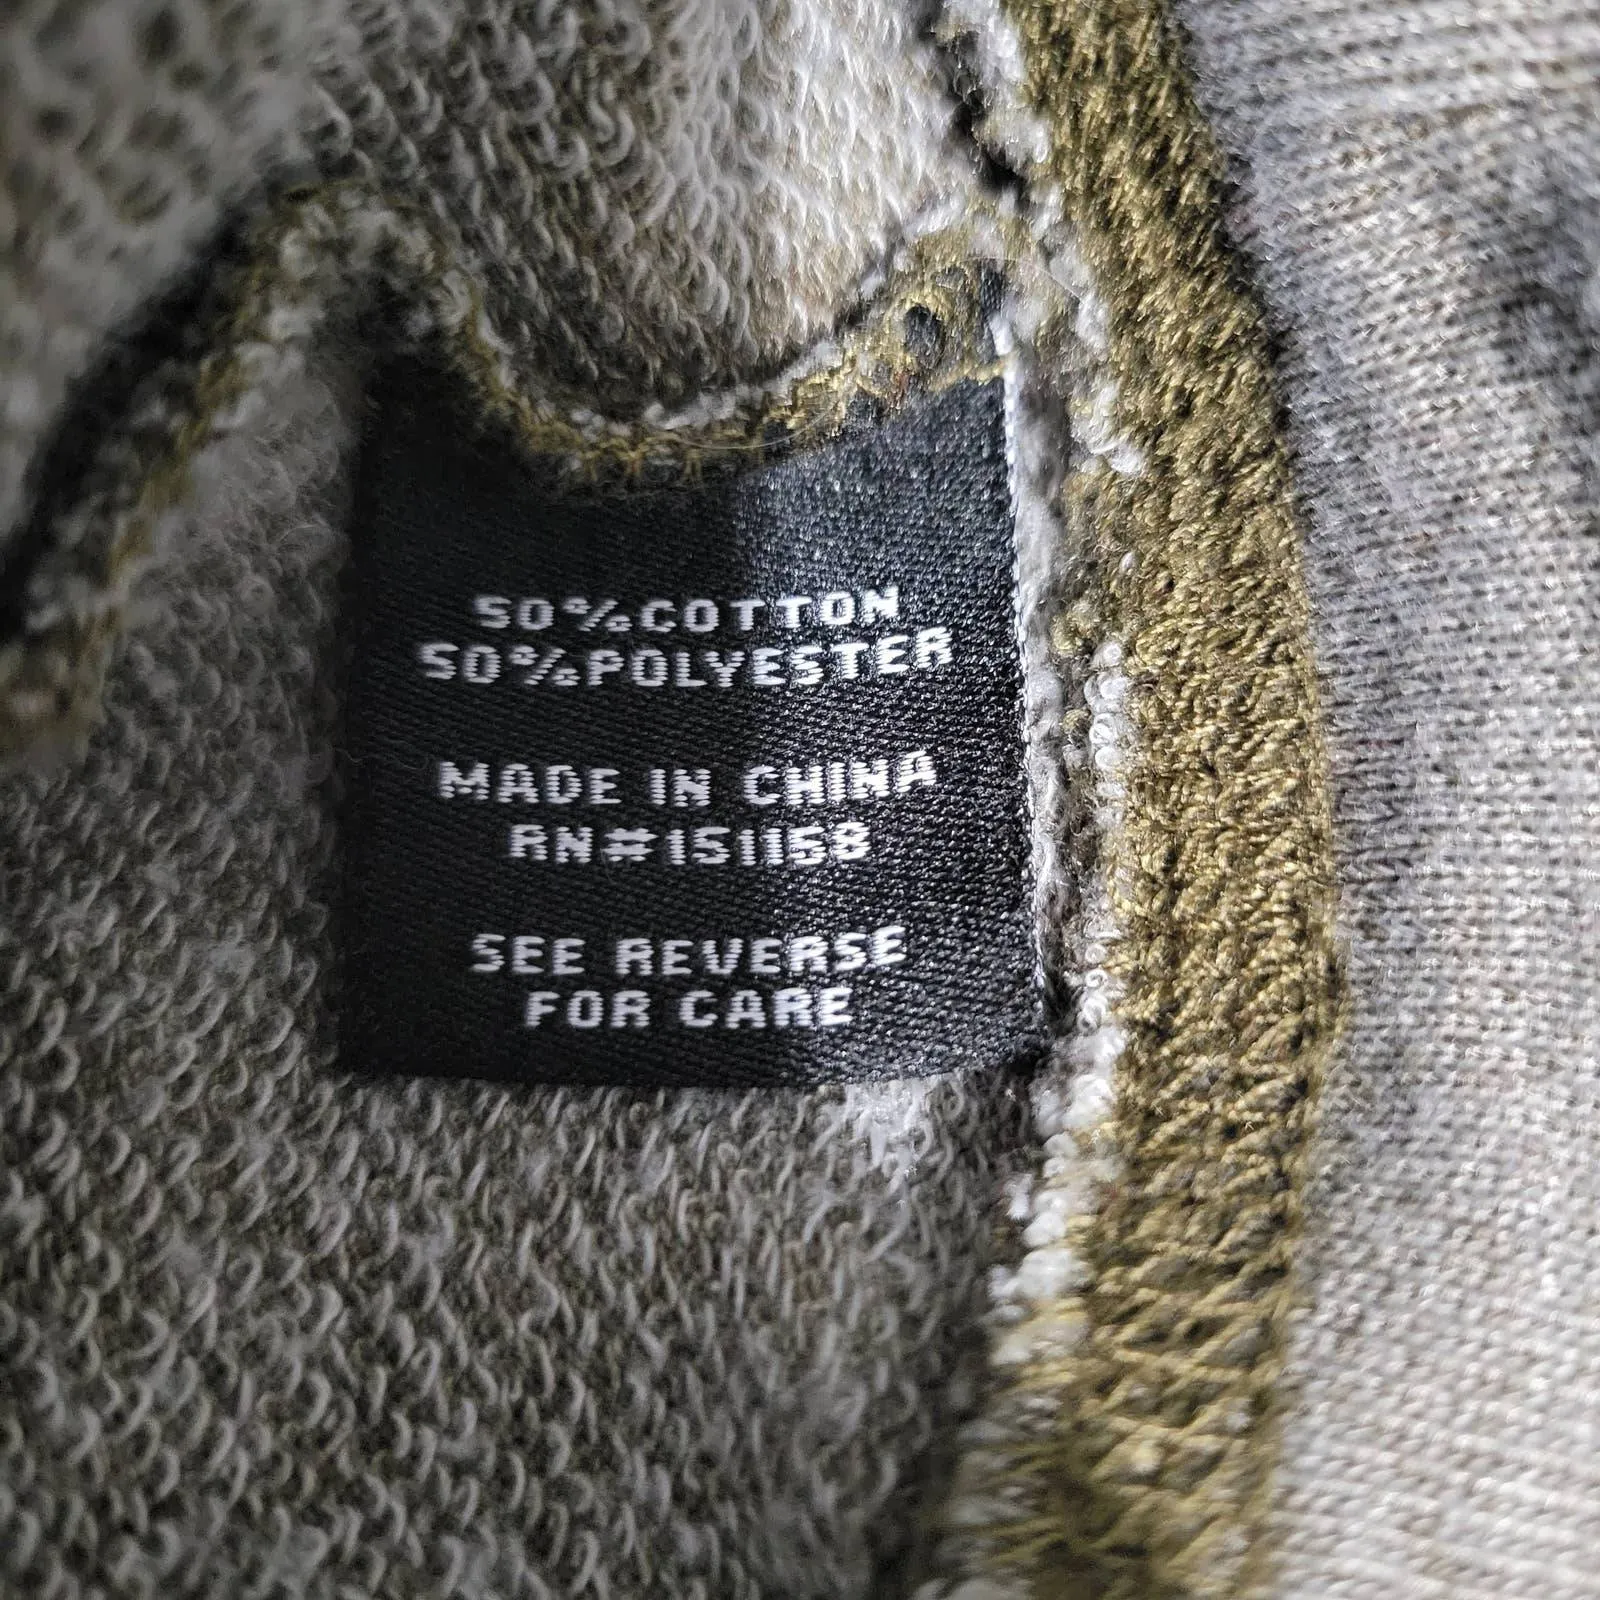 50%COTTON
50%POLYESTER
MADE IN CHINA
RN#151158
SEE REVERSE
FOR CARE